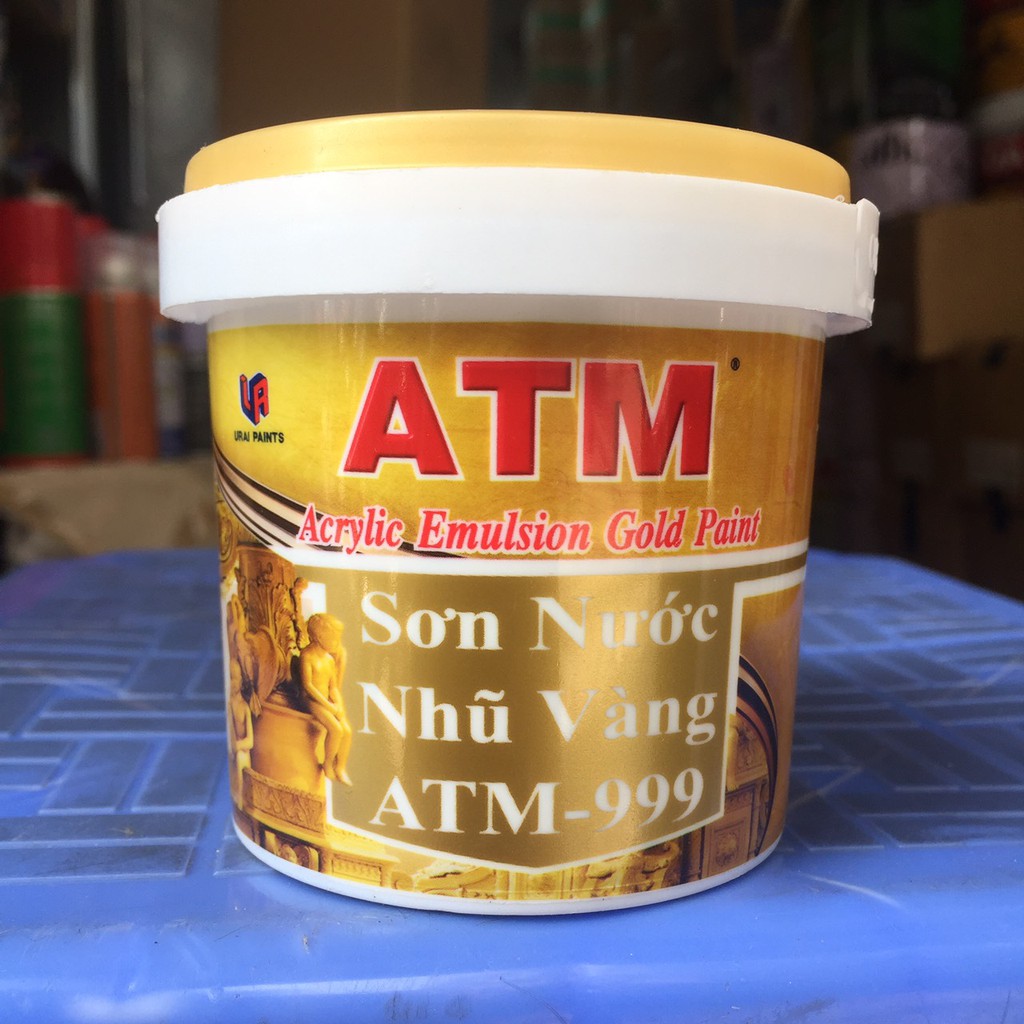 ATM®
URAI PAINTS
Acrylic Emulsion Gold Paint
Sơn Nước
Nhũ Vàng
ATM-999